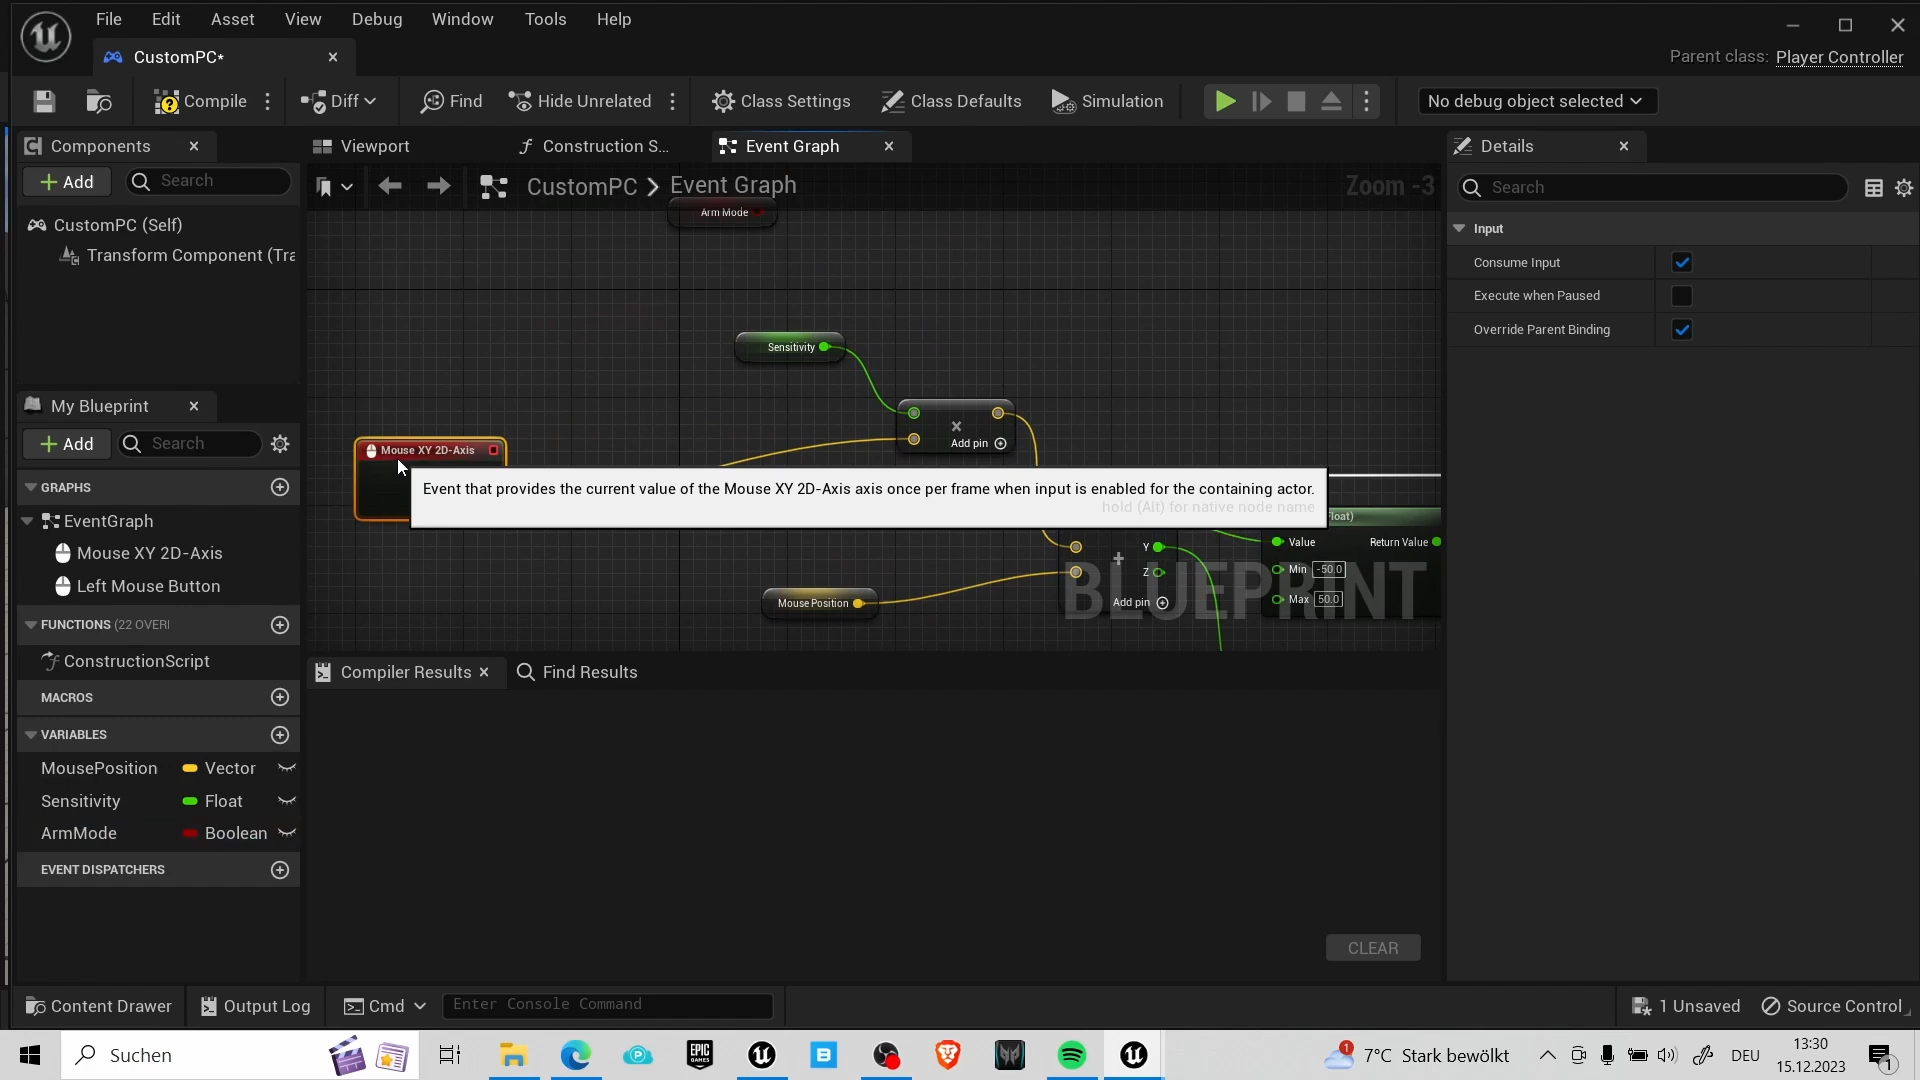 File Edit Asset View Debug Window Tools Help
CustomPC*
Parent class: Player Controller
Compile Diff Find Hide Unrelated Class Settings Class Defaults Simulation No debug object selected
Components
Viewport Construction S... Event Graph
Details
Add Search
CustomPC > Event Graph
Zoom -3
Search
CustomPC (Self)
Transform Component (Tra
Arm Mode
Input
Consume Input
Execute when Paused
Override Parent Binding
Sensitivity
Add pin
My Blueprint
Add Search
Mouse XY 2D-Axis
Event that provides the current value of the Mouse XY 2D-Axis axis once per frame when input is enabled for the containing actor.
hold (Alt) for native node name
Float)
Value Return Value
Min -50.0
Max 50.0
Y
Z
Add pin
Mouse Position
BLUEPRINT
GRAPHS
EventGraph
Mouse XY 2D-Axis
Left Mouse Button
FUNCTIONS (22 OVERI
ConstructionScript
MACROS
VARIABLES
MousePosition Vector
Sensitivity Float
ArmMode Boolean
EVENT DISPATCHERS
Compiler Results Find Results
CLEAR
Content Drawer Output Log Cmd Enter Console Command
1 Unsaved Source Control
Suchen
EPIC GAMES
1
7°C Stark bewölkt
DEU
13:30
15.12.2023
1